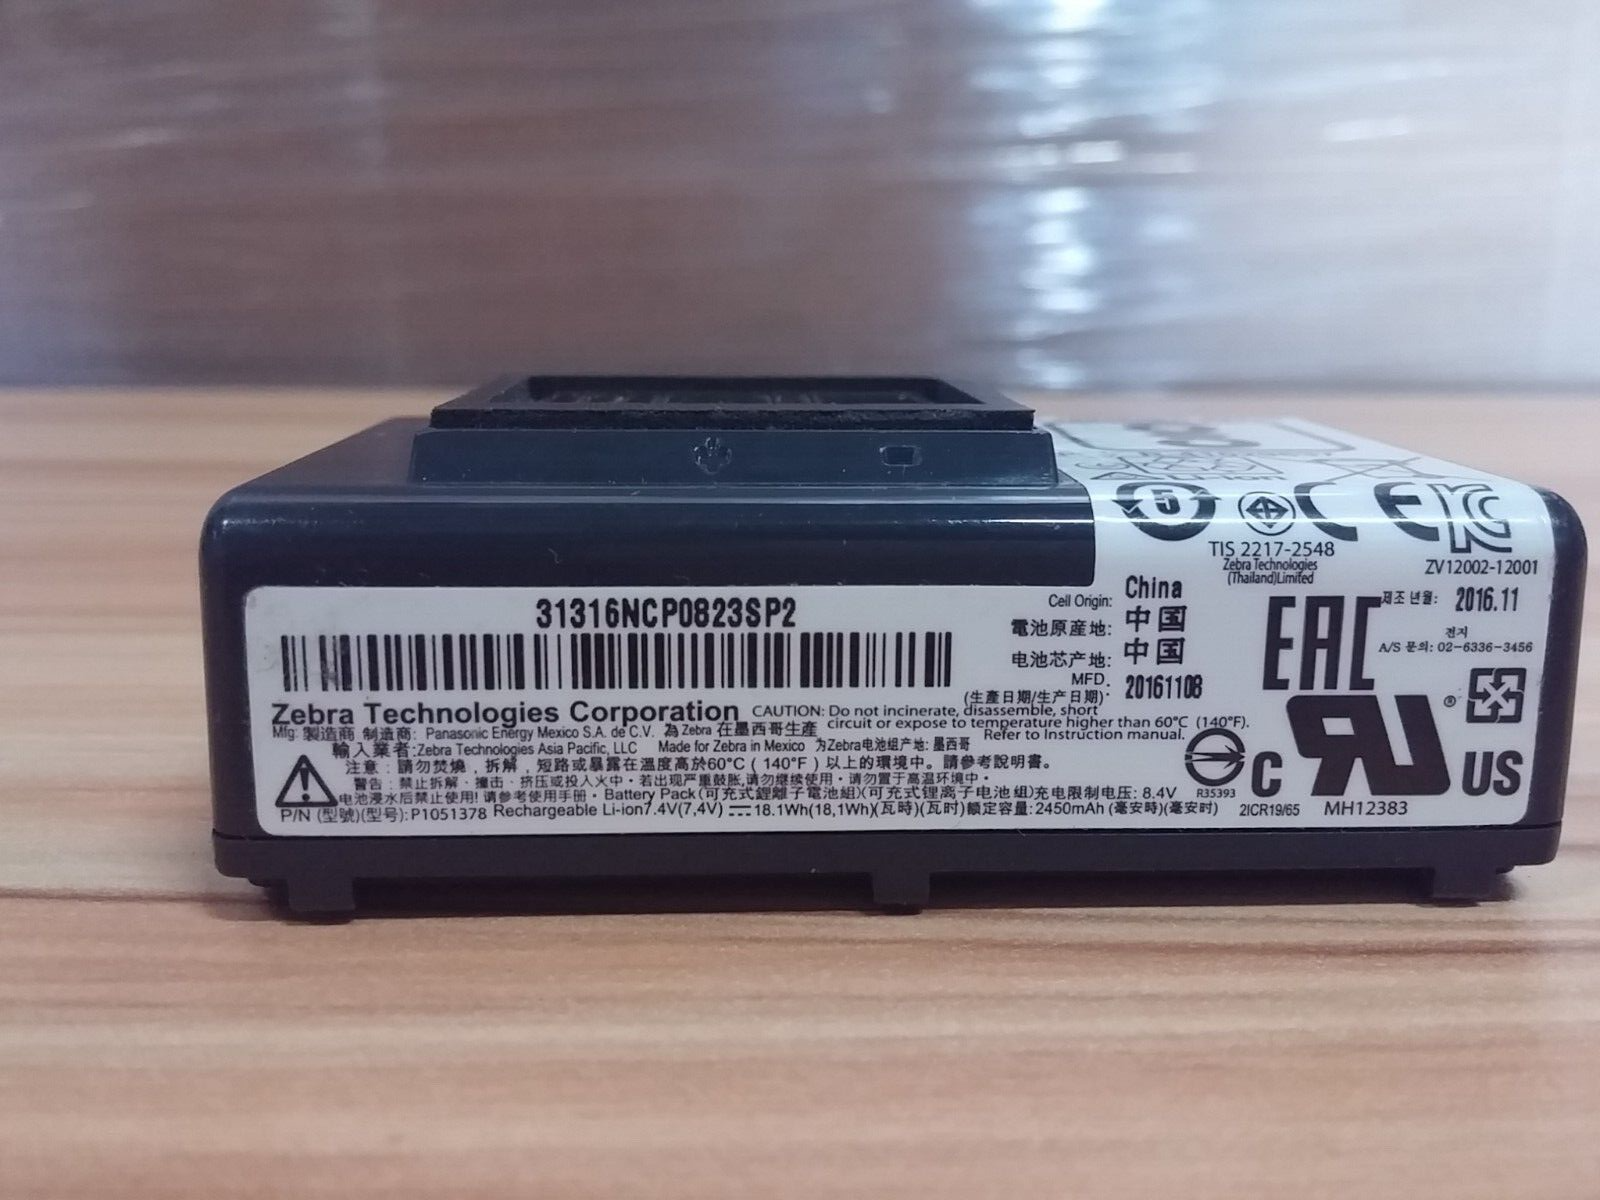 5
CE
TIS 2217-2548
Zebra Technologies
(Thailand)Limited
ZV12002-12001
31316NCP0823SP2
Cell Origin: China
電池原產地: 中国
电池芯产地: 中国
MFD.
(生產日期/生产日期): 20161108
EAC
제조 년월: 2016.11
전지
A/S 문의: 02-6336-3456
Zebra Technologies Corporation
CAUTION: Do not incinerate, disassemble, short
circuit or expose to temperature higher than 60°C (140°F).
Refer to Instruction manual.
Mfg: 製造商 制造商: Panasonic Energy Mexico S.A. de C.V. 為 Zebra 在墨西哥生產
輸入業者:Zebra Technologies Asia Pacific, LLC Made for Zebra in Mexico 为Zebra电池组产地: 墨西哥
注意：請勿焚燒，拆解，短路或暴露在溫度高於60°C（140°F）以上的環境中。請參考說明書。
警告：禁止拆解﹑撞击﹑挤压或投入火中﹑若出现严重鼓胀,请勿继续使用﹑请勿置于高温环境中﹑
电池浸水后禁止使用! 请参考使用手册﹑Battery Pack(可充式鋰離子電池組)(可充式锂离子电池组)充电限制电压: 8.4V
P/N (型號)(型号):P1051378 Rechargeable Li-ion7.4V(7,4V) 18.1Wh(18,1Wh)(瓦時)(瓦时)額定容量:2450mAh (毫安時)(毫安时)
R35393
2ICR19/65
C
US
®
MH12383